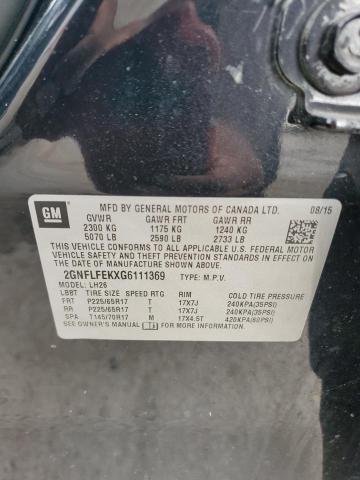 GM
MFD BY GENERAL MOTORS OF CANADA LTD. 08/15
GVWR GAWR FRT GAWR RR
2300 KG 1175 KG 1240 KG
5070 LB 2590 LB 2733 LB
THIS VEHICLE CONFORMS TO ALL APPLICABLE U.S. FEDERAL
MOTOR VEHICLE SAFETY, BUMPER, AND THEFT PREVENTION
STANDARDS IN EFFECT ON THE DATE OF MANUFACTURE SHOWN ABOVE.
2GNFLFEKXG6111369 TYPE: M.P.V.
MODEL: LH26
LBBT TIRE SIZE SPEED RTG RIM COLD TIRE PRESSURE
FRT P225/65R17 T 17X7J 240KPA(35PSI)
RR P225/65R17 T 17X7J 240KPA(35PSI)
SPA T145/70R17 M 17X4.5T 420KPA(60PSI)
SEE OWNER'S MANUAL FOR MORE INFORMATION.